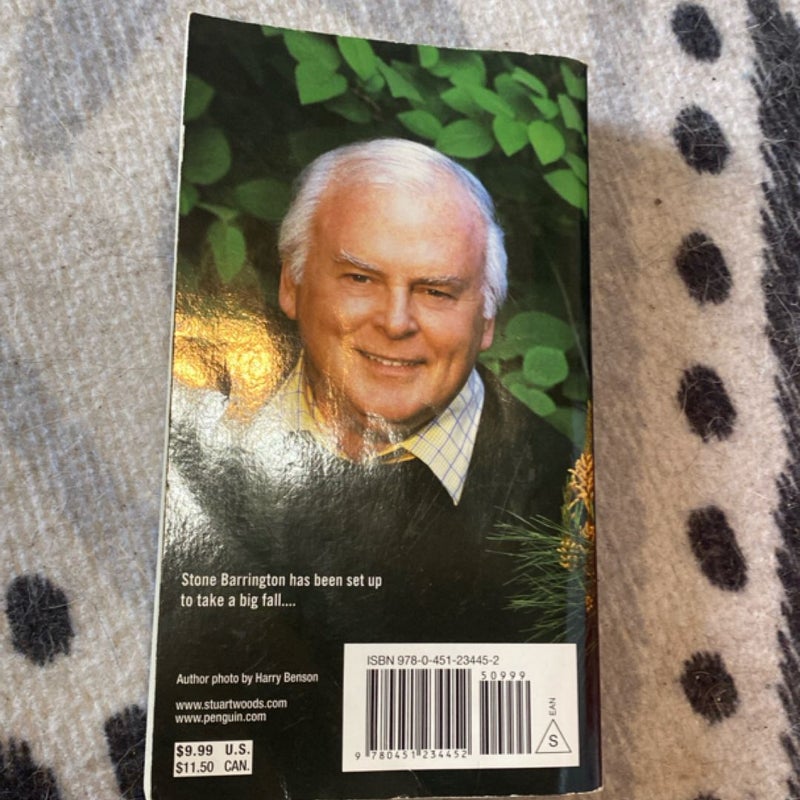 Stone Barrington has been set up
to take a big fall....
Author photo by Harry Benson
www.stuartwoods.com
www.penguin.com
$9.99 U.S.
$11.50 CAN.
ISBN 978-0-451-23445-2
50999
9 780451 234452
EAN
S